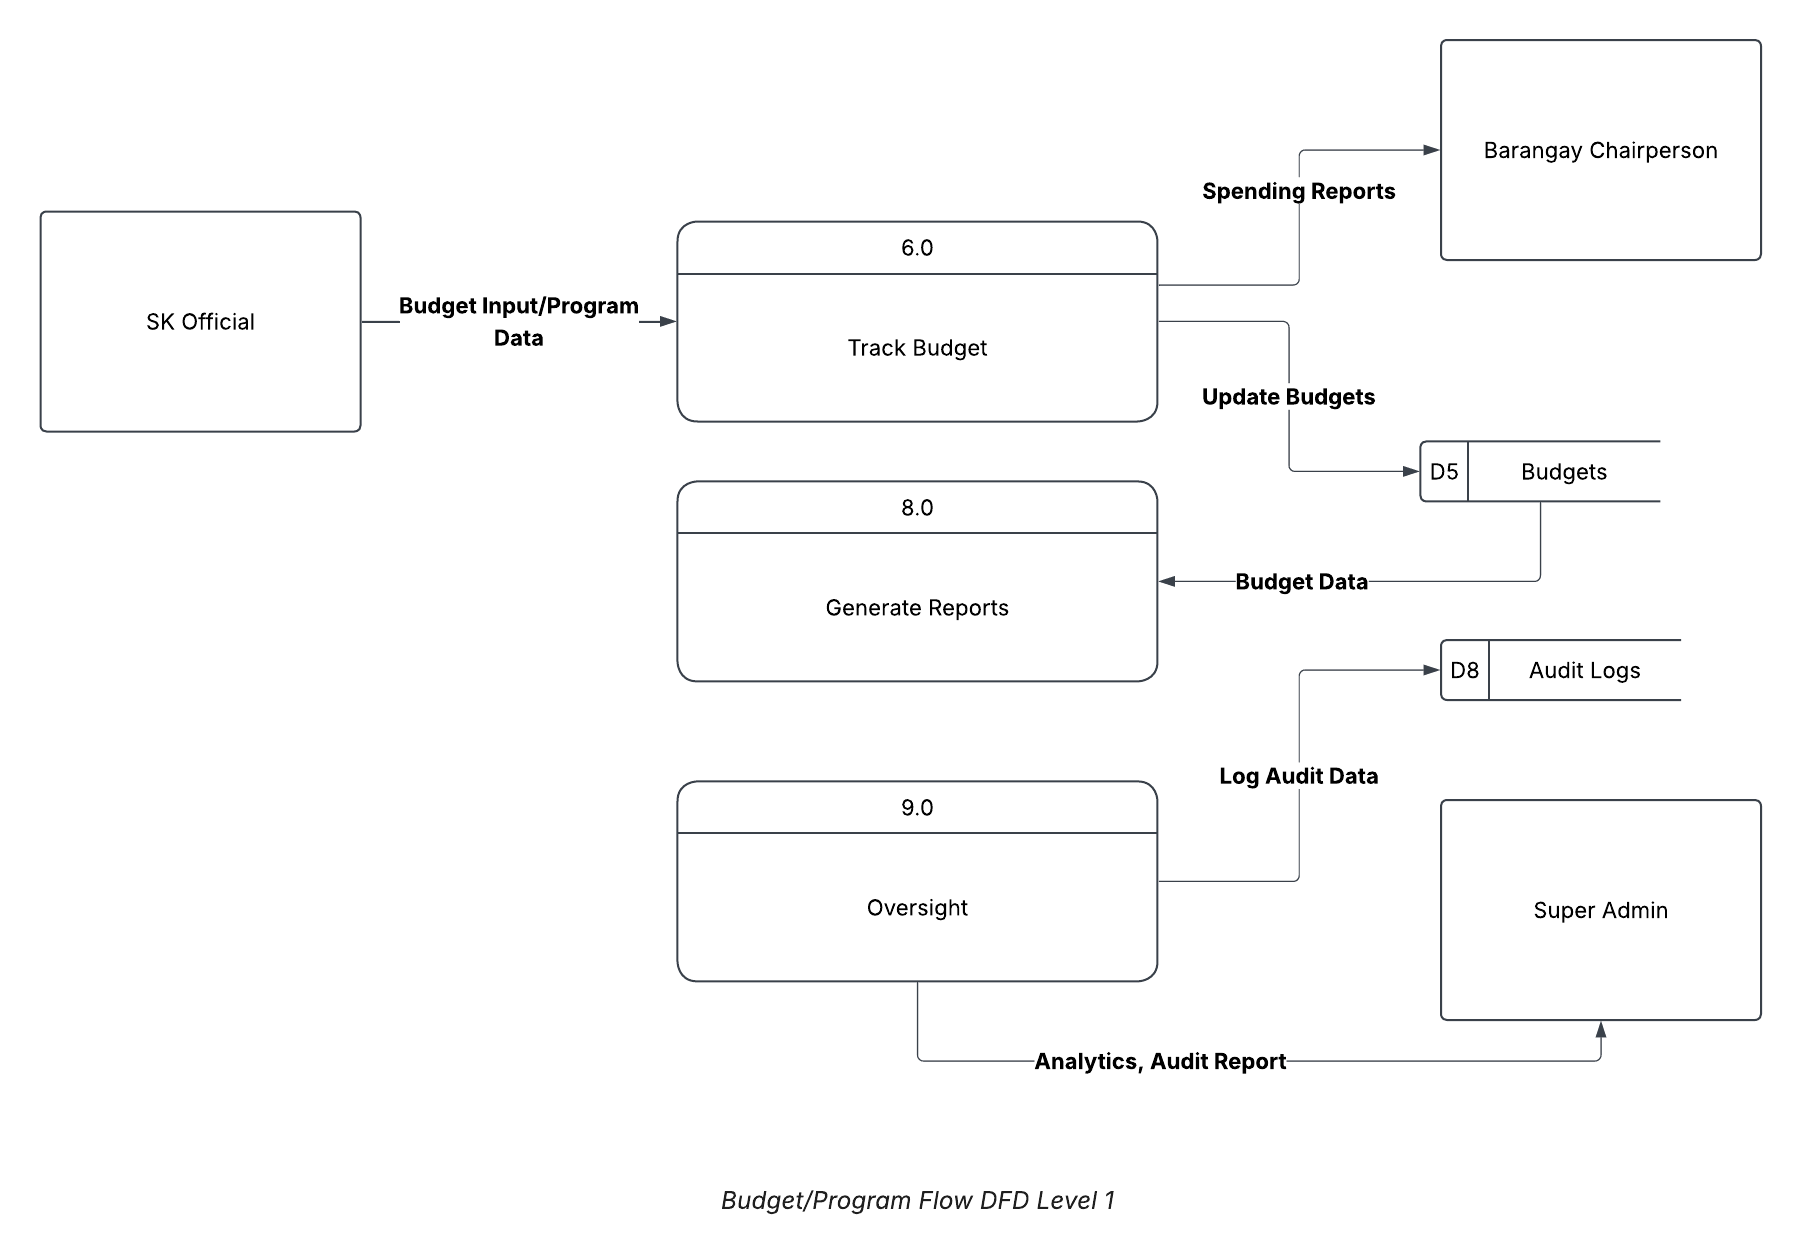 Barangay Chairperson
Spending Reports
SK Official
Budget Input/Program
Data
6.0
Track Budget
Update Budgets
D5
Budgets
8.0
Generate Reports
Budget Data
D8
Audit Logs
Log Audit Data
9.0
Oversight
Super Admin
Analytics, Audit Report
Budget/Program Flow DFD Level 1